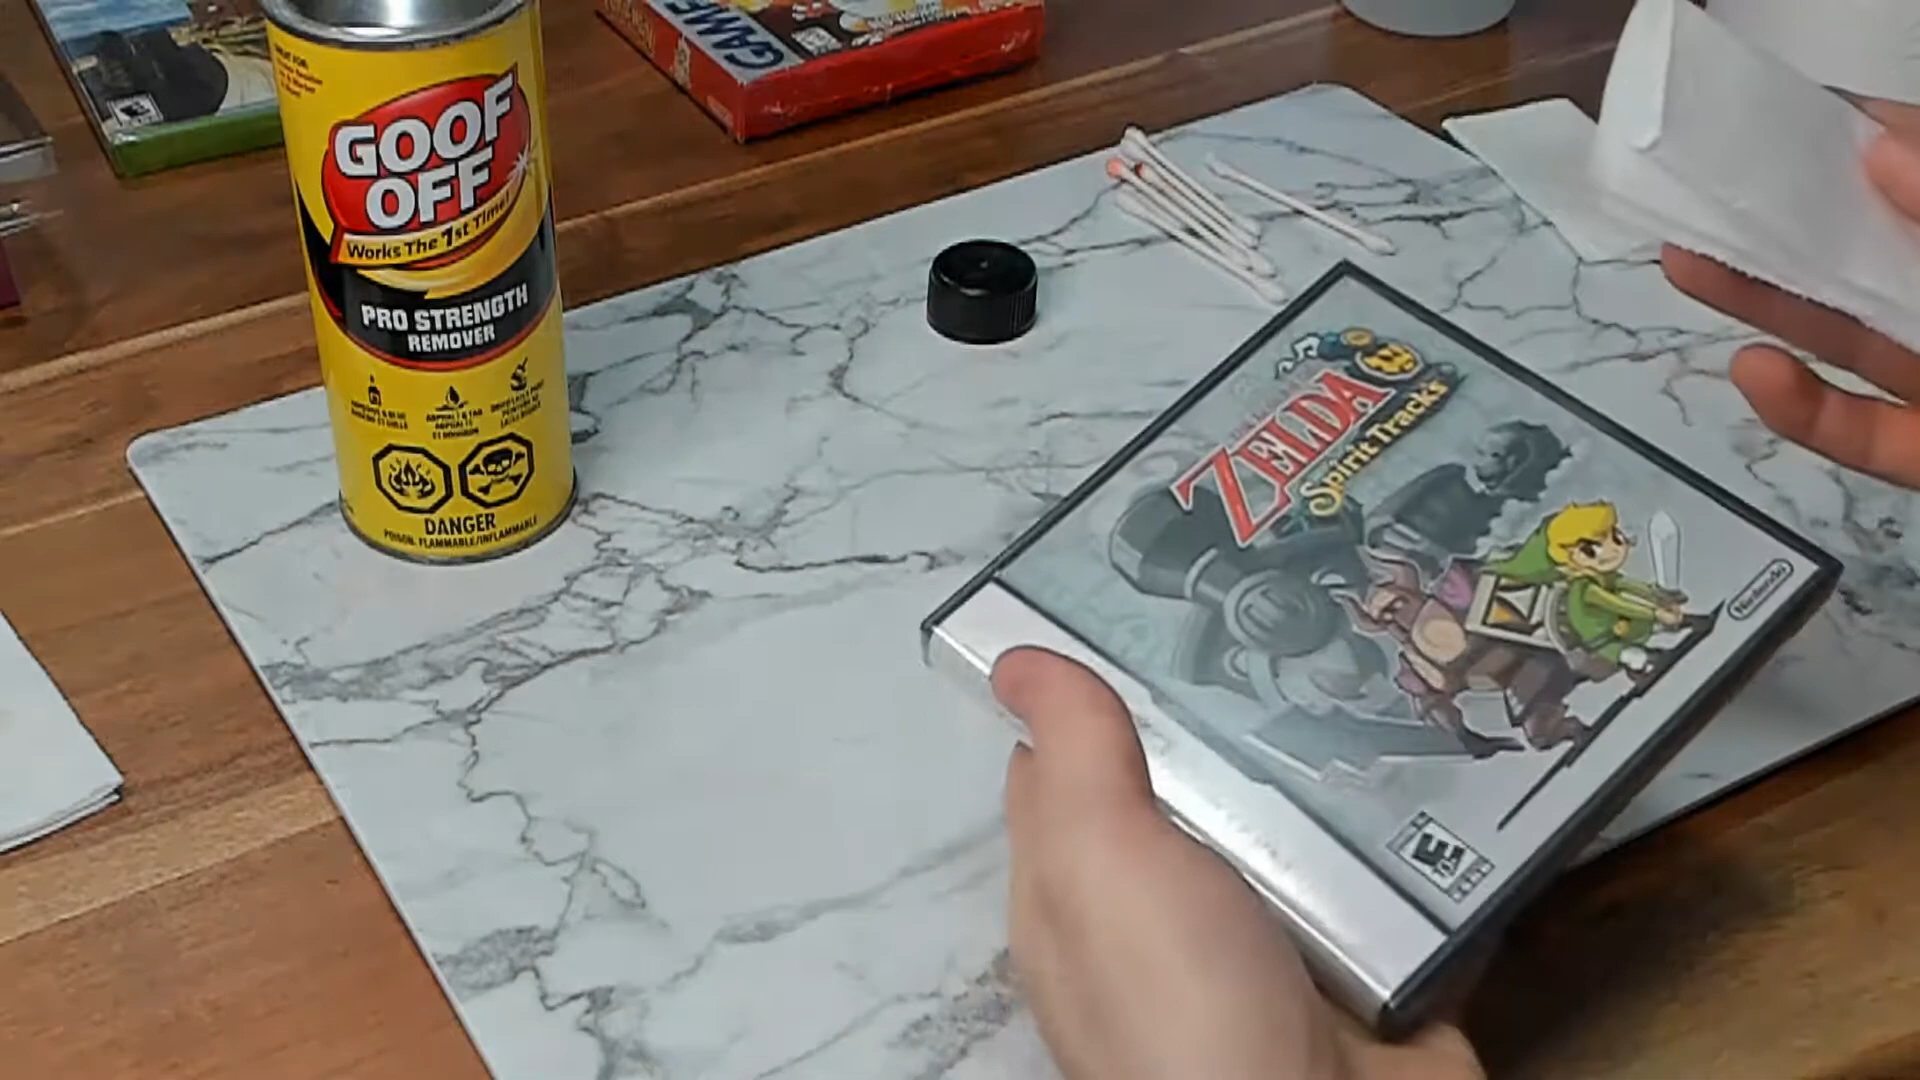 GOOF
OFF
Works The 1st Time!
PRO STRENGTH
REMOVER
DANGER
POISON. FLAMMABLE/INFLAMMABLE
GAME
E
ZELDA
Spirit Tracks
Nintendo
E